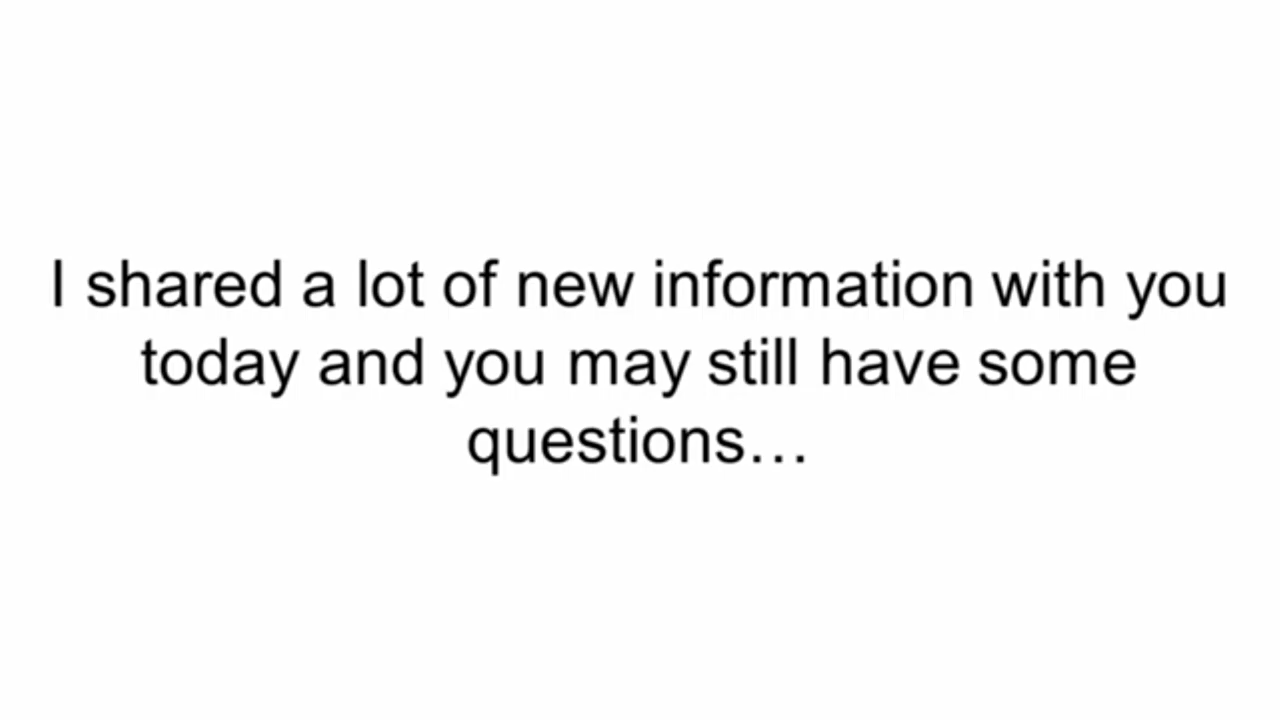 I shared a lot of new information with you
today and you may still have some
questions…